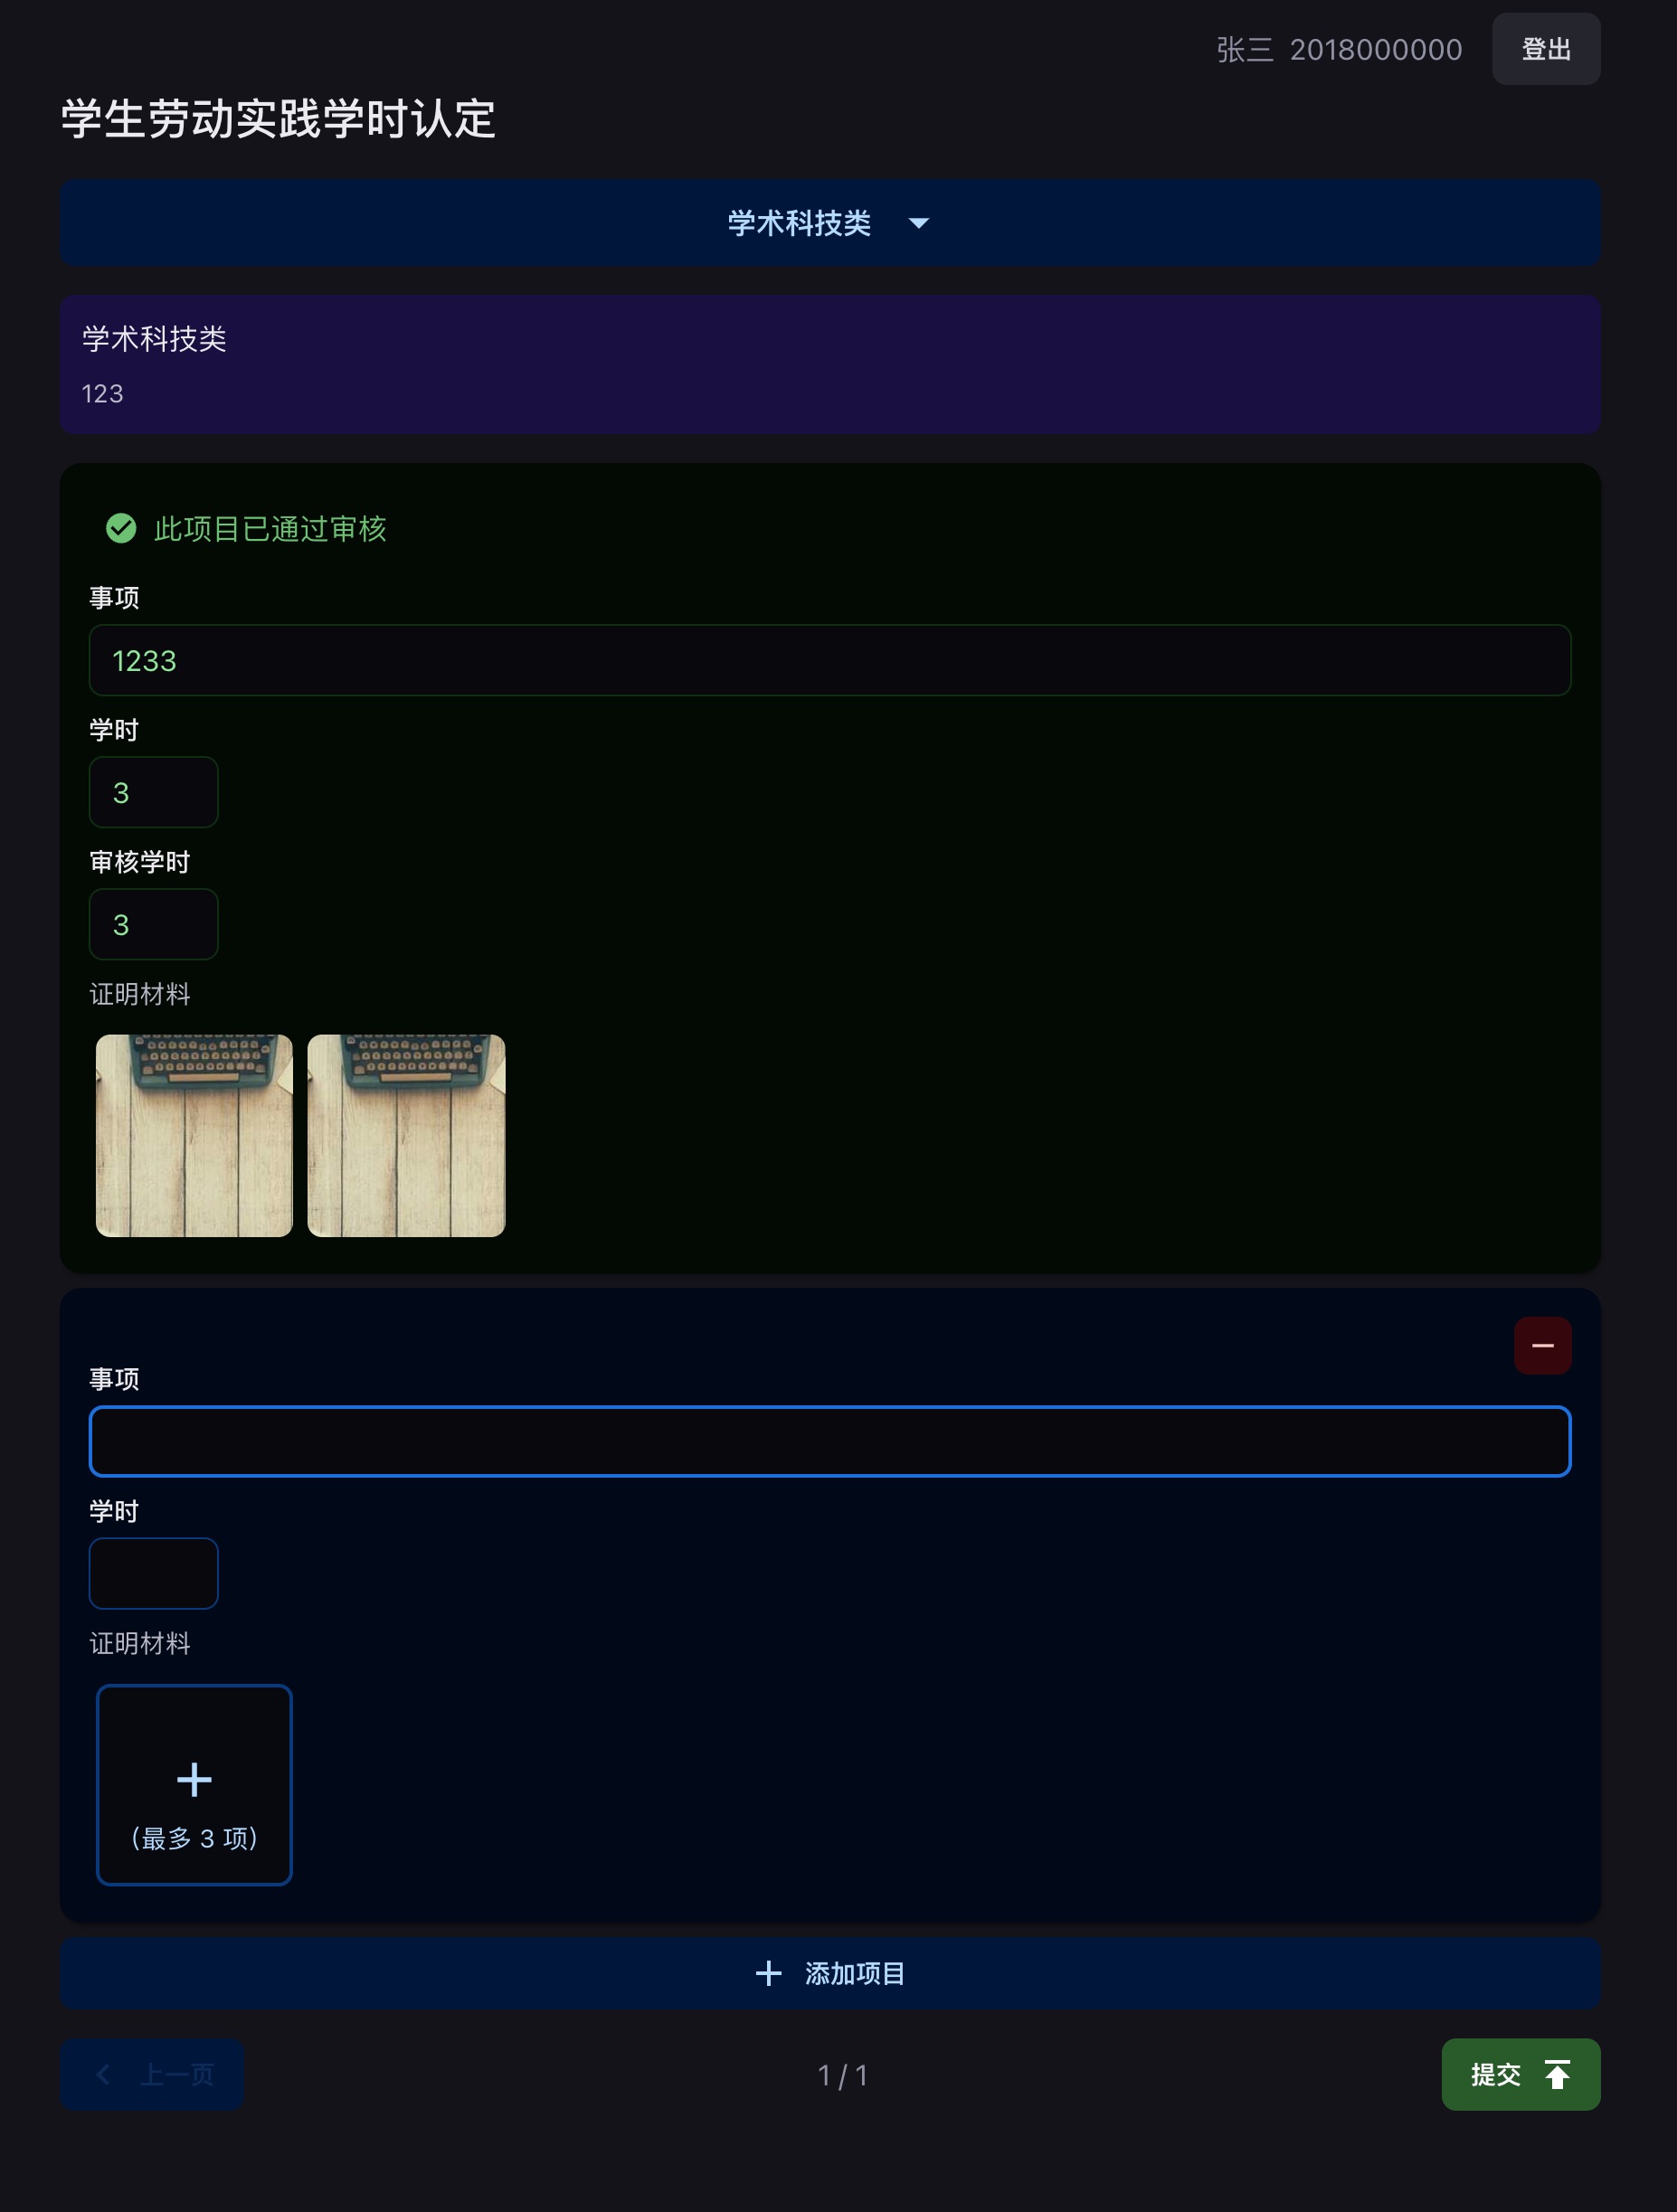 张三 2018000000 登出
学生劳动实践学时认定
学术科技类
学术科技类
123
此项目已通过审核
事项
1233
学时
3
审核学时
3
证明材料
事项
学时
证明材料
（最多 3 项）
添加项目
上一页 1 / 1 提交